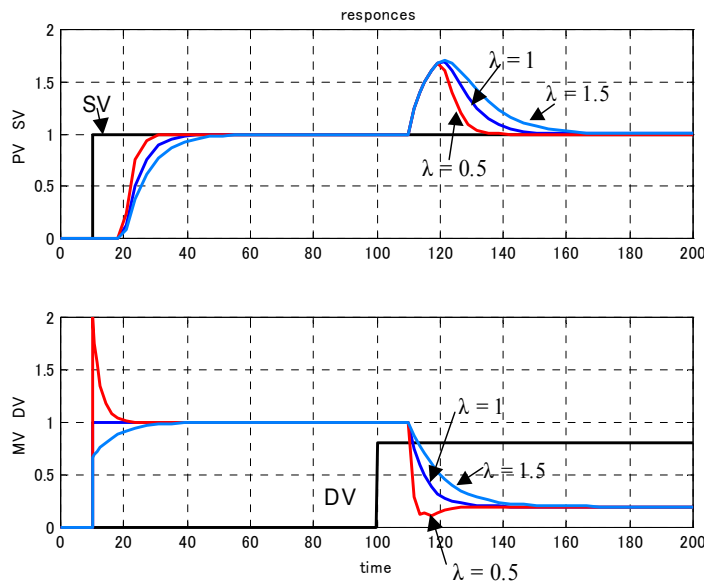 responces
2
1.5
1
0.5
0
PV SV
SV
λ = 1
λ = 1.5
λ = 0.5
0 20 40 60 80 100 120 140 160 180 200
2
1.5
1
0.5
0
MV DV
λ = 1
λ = 1.5
DV
λ = 0.5
0 20 40 60 80 100 120 140 160 180 200
time